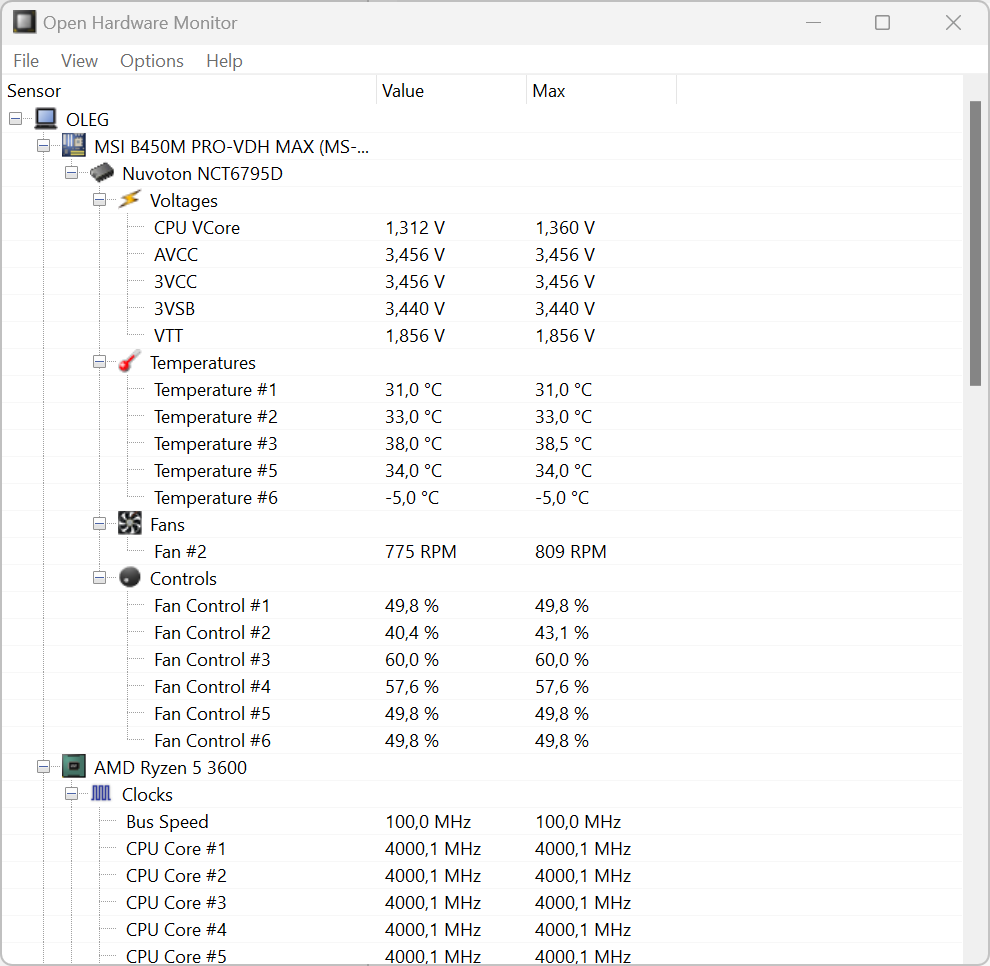 Open Hardware Monitor
File View Options Help
Sensor Value Max
OLEG
MSI B450M PRO-VDH MAX (MS-...
Nuvoton NCT6795D
Voltages
CPU VCore 1,312 V 1,360 V
AVCC 3,456 V 3,456 V
3VCC 3,456 V 3,456 V
3VSB 3,440 V 3,440 V
VTT 1,856 V 1,856 V
Temperatures
Temperature #1 31,0 °C 31,0 °C
Temperature #2 33,0 °C 33,0 °C
Temperature #3 38,0 °C 38,5 °C
Temperature #5 34,0 °C 34,0 °C
Temperature #6 -5,0 °C -5,0 °C
Fans
Fan #2 775 RPM 809 RPM
Controls
Fan Control #1 49,8 % 49,8 %
Fan Control #2 40,4 % 43,1 %
Fan Control #3 60,0 % 60,0 %
Fan Control #4 57,6 % 57,6 %
Fan Control #5 49,8 % 49,8 %
Fan Control #6 49,8 % 49,8 %
AMD Ryzen 5 3600
Clocks
Bus Speed 100,0 MHz 100,0 MHz
CPU Core #1 4000,1 MHz 4000,1 MHz
CPU Core #2 4000,1 MHz 4000,1 MHz
CPU Core #3 4000,1 MHz 4000,1 MHz
CPU Core #4 4000,1 MHz 4000,1 MHz
CPU Core #5 4000,1 MHz 4000,1 MHz